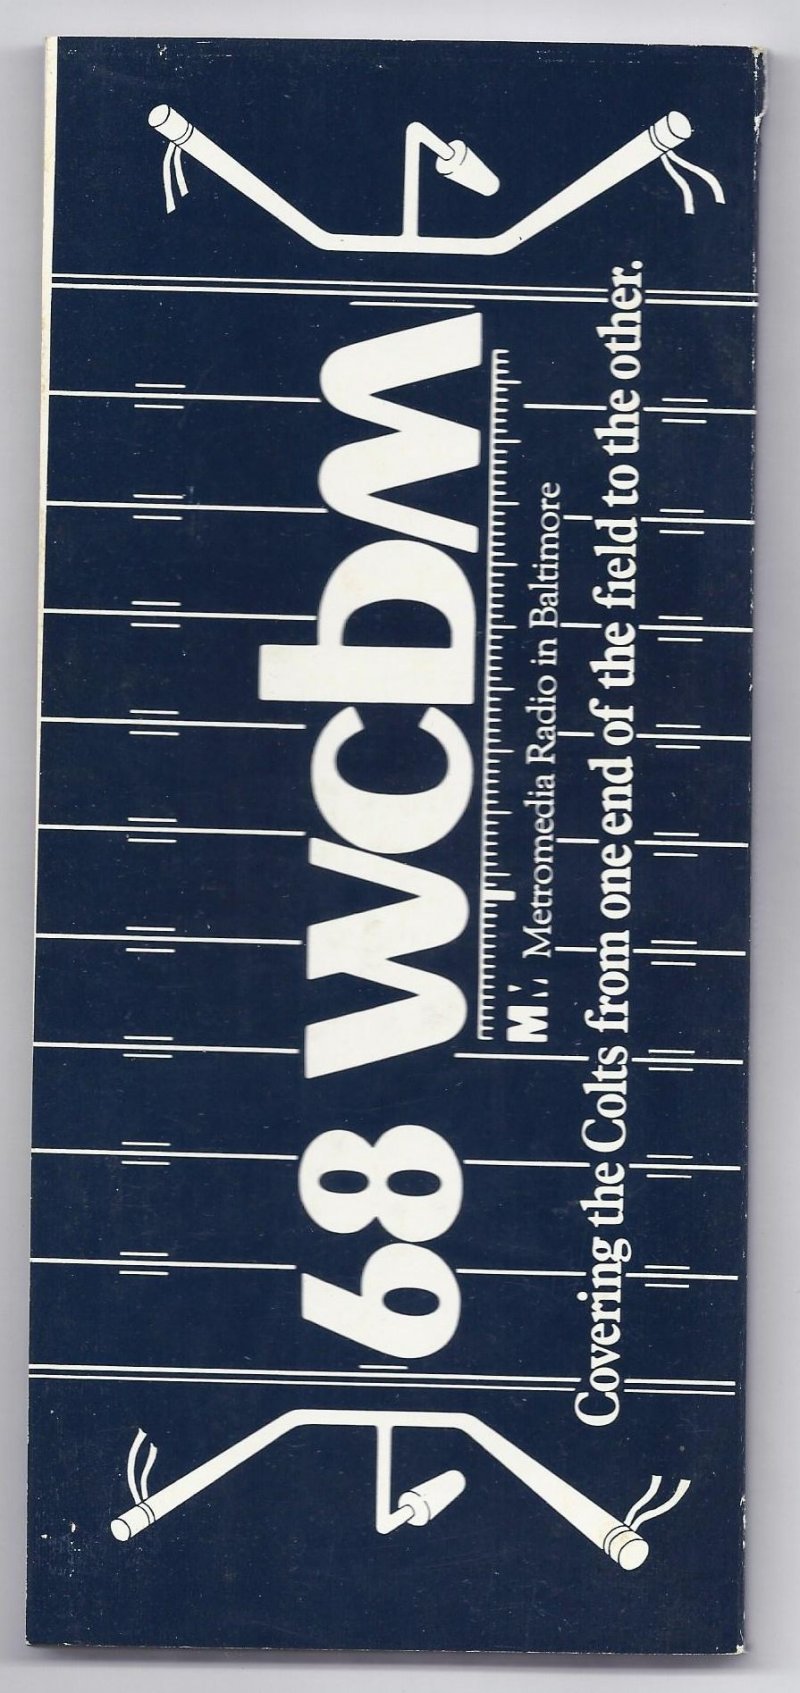 68 wcbm
M Metromedia Radio in Baltimore
Covering the Colts from one end of the field to the other.